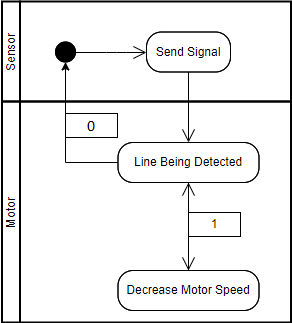 Sensor
Send Signal
0
Line Being Detected
Motor
1
Decrease Motor Speed